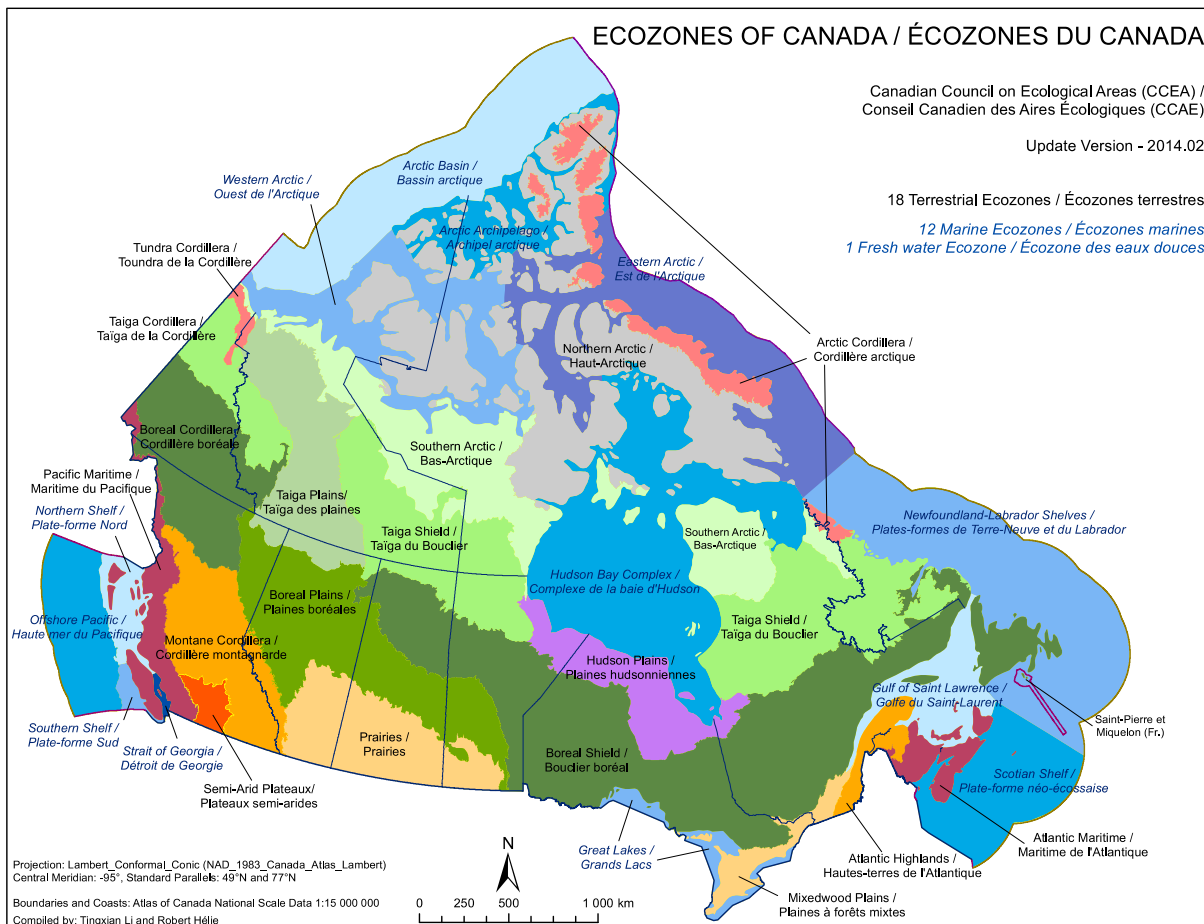 ECOZONES OF CANADA / ÉCOZONES DU CANADA
Canadian Council on Ecological Areas (CCEA) /
Conseil Canadien des Aires Écologiques (CCAE)
Update Version - 2014.02
18 Terrestrial Ecozones / Écozones terrestres
12 Marine Ecozones / Écozones marines
1 Fresh water Ecozone / Écozone des eaux douces
Arctic Basin /
Bassin arctique
Western Arctic /
Ouest de l'Arctique
Arctic Archipelago /
Archipel arctique
Tundra Cordillera /
Toundra de la Cordillère
Eastern Arctic /
Est de l'Arctique
Taiga Cordillera /
Taïga de la Cordillère
Northern Arctic /
Haut-Arctique
Arctic Cordillera /
Cordillère arctique
Boreal Cordillera
Cordillère boréale
Southern Arctic /
Bas-Arctique
Pacific Maritime /
Maritime du Pacifique
Taiga Plains/
Taïga des plaines
Northern Shelf /
Plate-forme Nord
Taiga Shield /
Taïga du Bouclier
Southern Arctic /
Bas-Arctique
Newfoundland-Labrador Shelves /
Plates-formes de Terre-Neuve et du Labrador
Hudson Bay Complex /
Complexe de la baie d'Hudson
Boreal Plains /
Plaines boréales
Offshore Pacific /
Haute mer du Pacifique
Taiga Shield /
Taïga du Bouclier
Montane Cordillera /
Cordillère montagnarde
Hudson Plains /
Plaines hudsonniennes
Gulf of Saint Lawrence /
Golfe du Saint-Laurent
Saint-Pierre et
Miquelon (Fr.)
Southern Shelf /
Plate-forme Sud
Strait of Georgia /
Détroit de Georgie
Prairies /
Prairies
Boreal Shield /
Bouclier boréal
Scotian Shelf /
Plate-forme néo-écossaise
Semi-Arid Plateaux/
Plateaux semi-arides
Atlantic Maritime /
Maritime de l'Atlantique
Great Lakes /
Grands Lacs
Atlantic Highlands /
Hautes-terres de l'Atlantique
Mixedwood Plains /
Plaines à forêts mixtes
N
0 250 500 1 000 km
Projection: Lambert_Conformal_Conic (NAD_1983_Canada_Atlas_Lambert)
Central Meridian: -95°, Standard Parallels: 49°N and 77°N
Boundaries and Coasts: Atlas of Canada National Scale Data 1:15 000 000
Compiled by: Tingxian Li and Robert Hélie